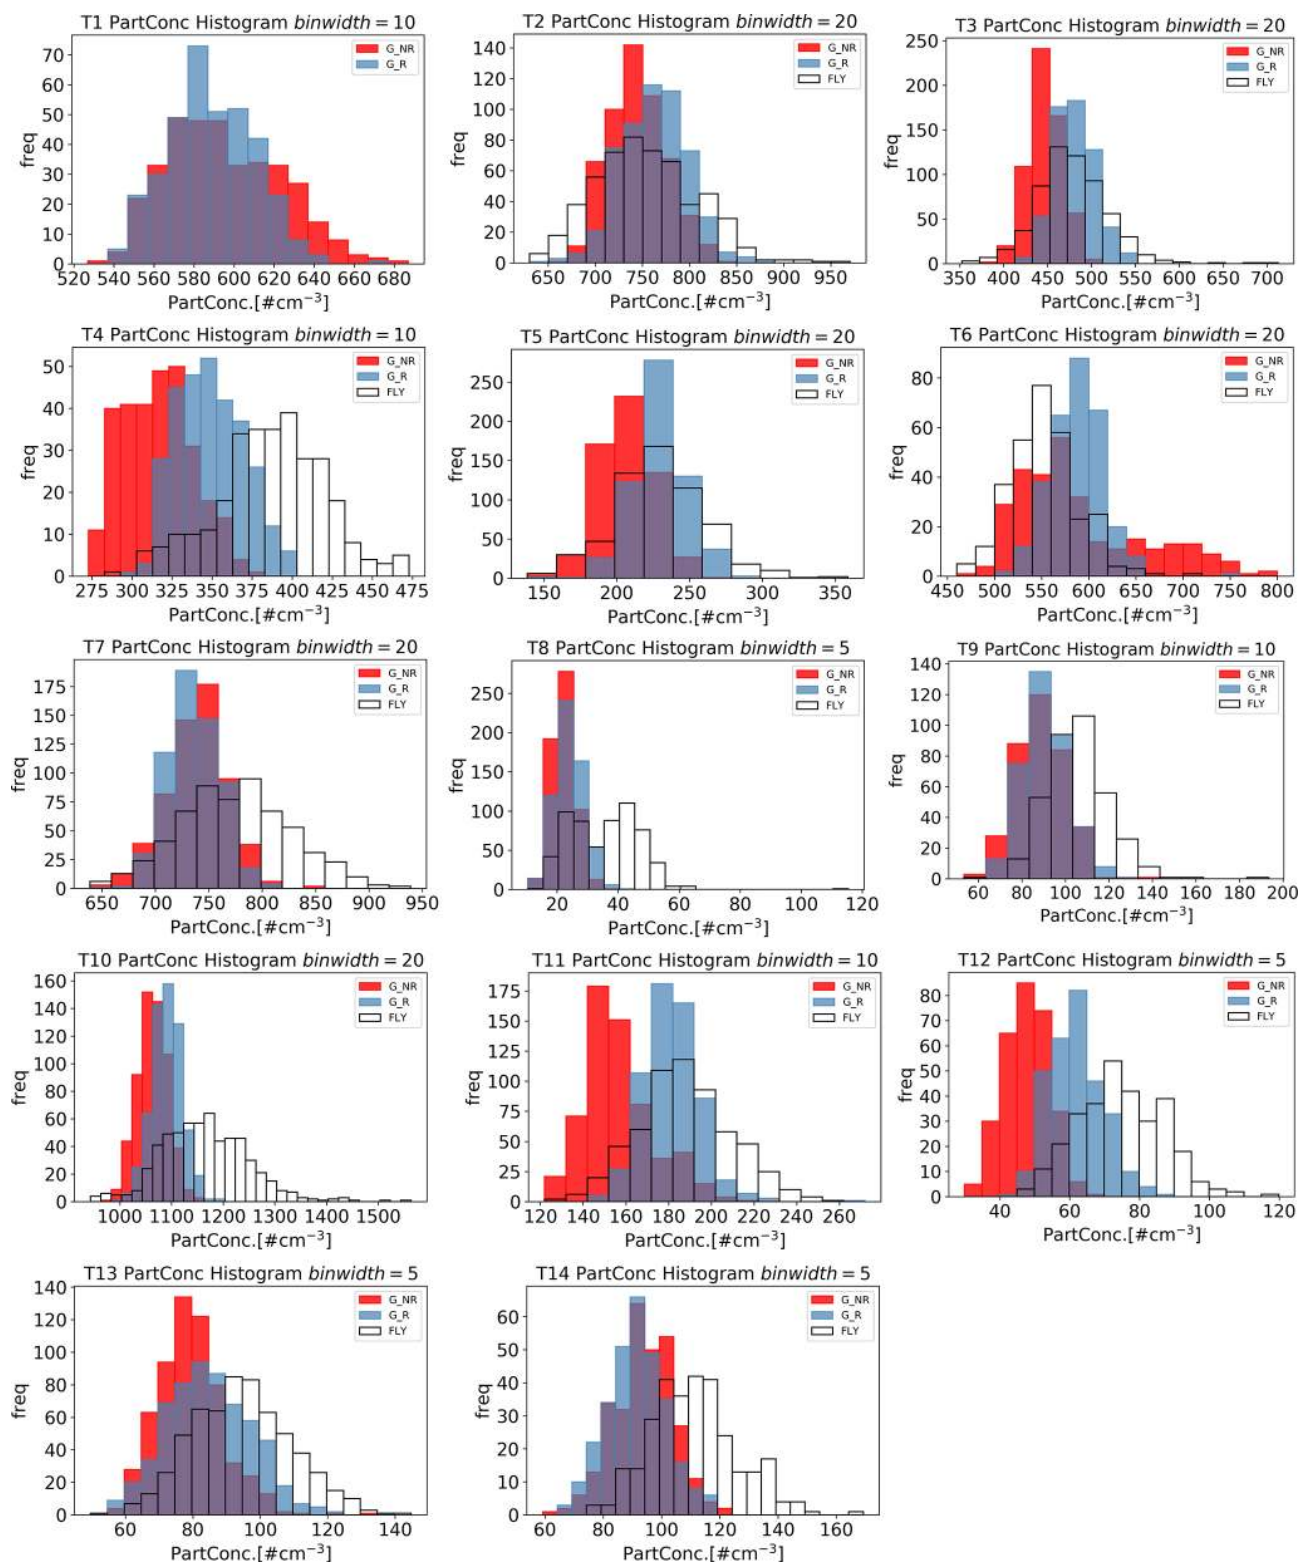 T1 PartConc Histogram binwidth = 10
freq
70
60
50
40
30
20
10
0
G_NR
G_R
520 540 560 580 600 620 640 660 680
PartConc.[#cm⁻³]
T2 PartConc Histogram binwidth = 20
freq
140
120
100
80
60
40
20
0
G_NR
G_R
FLY
650 700 750 800 850 900 950
PartConc.[#cm⁻³]
T3 PartConc Histogram binwidth = 20
freq
250
200
150
100
50
0
G_NR
G_R
FLY
350 400 450 500 550 600 650 700
PartConc.[#cm⁻³]
T4 PartConc Histogram binwidth = 10
freq
50
40
30
20
10
0
G_NR
G_R
FLY
275 300 325 350 375 400 425 450 475
PartConc.[#cm⁻³]
T5 PartConc Histogram binwidth = 20
freq
250
200
150
100
50
0
G_NR
G_R
FLY
150 200 250 300 350
PartConc.[#cm⁻³]
T6 PartConc Histogram binwidth = 20
freq
80
60
40
20
0
G_NR
G_R
FLY
450 500 550 600 650 700 750 800
PartConc.[#cm⁻³]
T7 PartConc Histogram binwidth = 20
freq
175
150
125
100
75
50
25
0
G_NR
G_R
FLY
650 700 750 800 850 900 950
PartConc.[#cm⁻³]
T8 PartConc Histogram binwidth = 5
freq
250
200
150
100
50
0
G_NR
G_R
FLY
20 40 60 80 100 120
PartConc.[#cm⁻³]
T9 PartConc Histogram binwidth = 10
freq
140
120
100
80
60
40
20
0
G_NR
G_R
FLY
60 80 100 120 140 160 180 200
PartConc.[#cm⁻³]
T10 PartConc Histogram binwidth = 20
freq
160
140
120
100
80
60
40
20
0
G_NR
G_R
FLY
1000 1100 1200 1300 1400 1500
PartConc.[#cm⁻³]
T11 PartConc Histogram binwidth = 10
freq
175
150
125
100
75
50
25
0
G_NR
G_R
FLY
120 140 160 180 200 220 240 260
PartConc.[#cm⁻³]
T12 PartConc Histogram binwidth = 5
freq
80
70
60
50
40
30
20
10
0
G_NR
G_R
FLY
40 60 80 100 120
PartConc.[#cm⁻³]
T13 PartConc Histogram binwidth = 5
freq
140
120
100
80
60
40
20
0
G_NR
G_R
FLY
60 80 100 120 140
PartConc.[#cm⁻³]
T14 PartConc Histogram binwidth = 5
freq
60
50
40
30
20
10
0
G_NR
G_R
FLY
60 80 100 120 140 160
PartConc.[#cm⁻³]